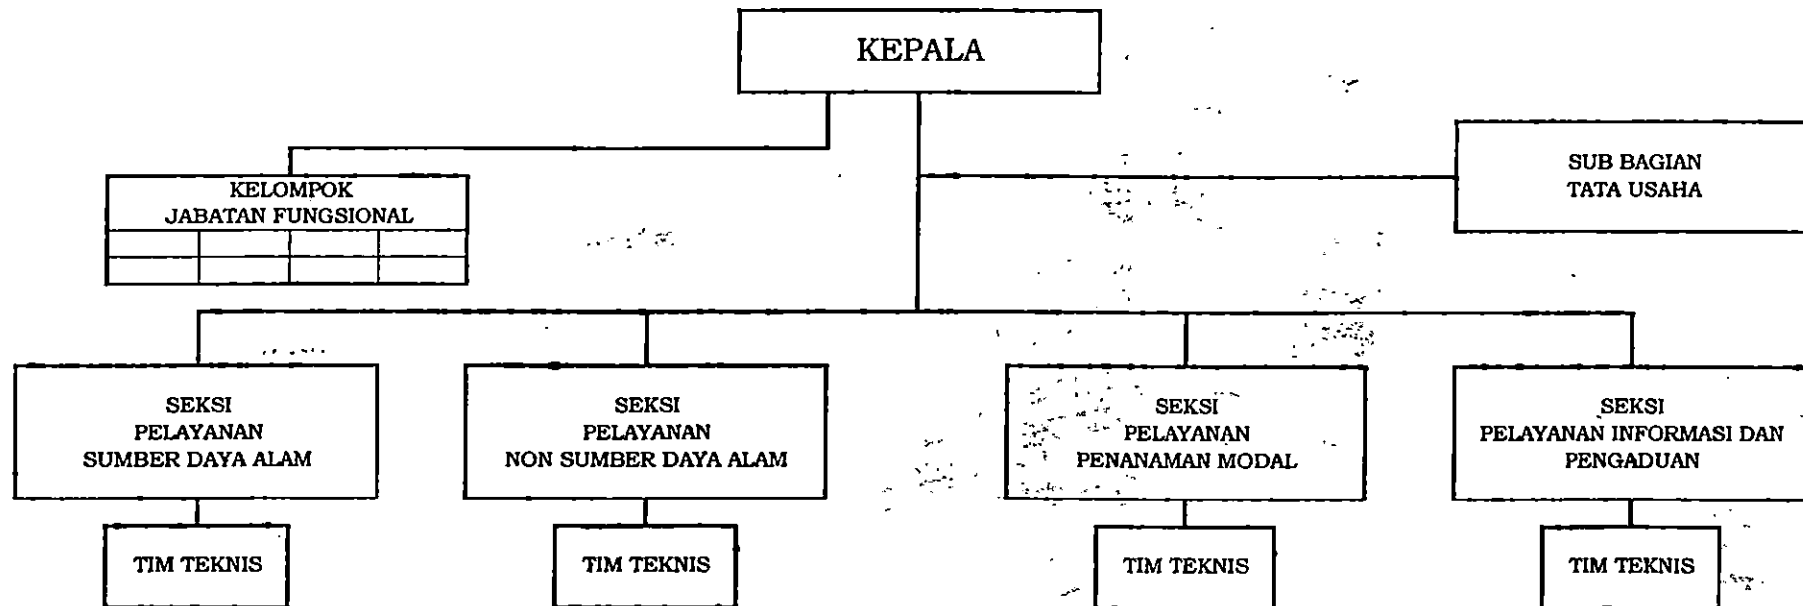 KEPALA
SUB BAGIAN
TATA USAHA
KELOMPOK
JABATAN FUNGSIONAL
SEKSI
PELAYANAN
SUMBER DAYA ALAM
SEKSI
PELAYANAN
NON SUMBER DAYA ALAM
SEKSI
PELAYANAN
PENANAMAN MODAL
SEKSI
PELAYANAN INFORMASI DAN
PENGADUAN
TIM TEKNIS
TIM TEKNIS
TIM TEKNIS
TIM TEKNIS